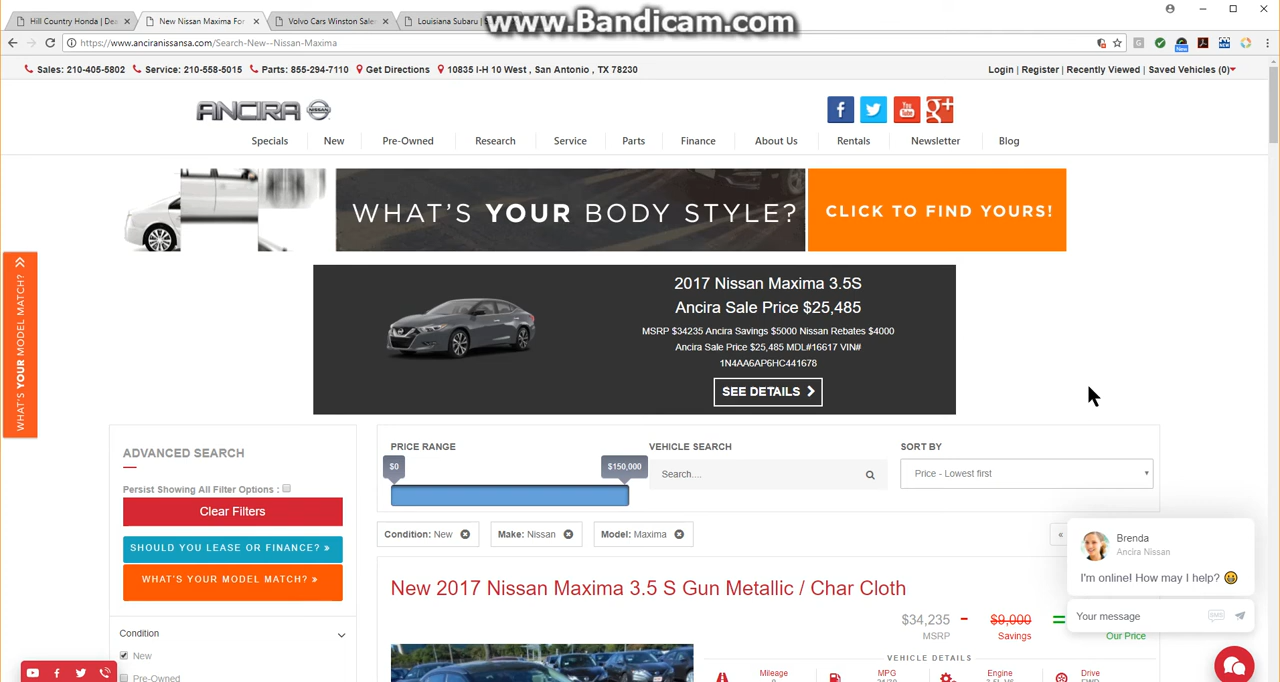 www.Bandicam.com
Hill Country Honda | Dea
New Nissan Maxima For
Volvo Cars Winston Sale
Louisiana Subaru | S
https://www.anciranissansa.com/Search-New--Nissan-Maxima
Sales: 210-405-5802 Service: 210-558-5015 Parts: 855-294-7110 Get Directions 10835 I-H 10 West , San Antonio , TX 78230
Login | Register | Recently Viewed | Saved Vehicles (0)
ANCIRA
Specials New Pre-Owned Research Service Parts Finance About Us Rentals Newsletter Blog
WHAT'S YOUR BODY STYLE? CLICK TO FIND YOURS!
WHAT'S YOUR MODEL MATCH?
2017 Nissan Maxima 3.5S
Ancira Sale Price $25,485
MSRP $34235 Ancira Savings $5000 Nissan Rebates $4000
Ancira Sale Price $25,485 MDL#16617 VIN#
1N4AA6AP6HC441678
SEE DETAILS
ADVANCED SEARCH
Persist Showing All Filter Options :
Clear Filters
SHOULD YOU LEASE OR FINANCE? »
WHAT'S YOUR MODEL MATCH? »
Condition
New
Pre-Owned
PRICE RANGE
$0 $150,000
VEHICLE SEARCH
Search....
SORT BY
Price - Lowest first
Condition: New
Make: Nissan
Model: Maxima
«
New 2017 Nissan Maxima 3.5 S Gun Metallic / Char Cloth
$34,235 - $9,000 =
MSRP Savings Our Price
VEHICLE DETAILS
Mileage MPG Engine Drive
Brenda
Ancira Nissan
I'm online! How may I help?
Your message
SMS